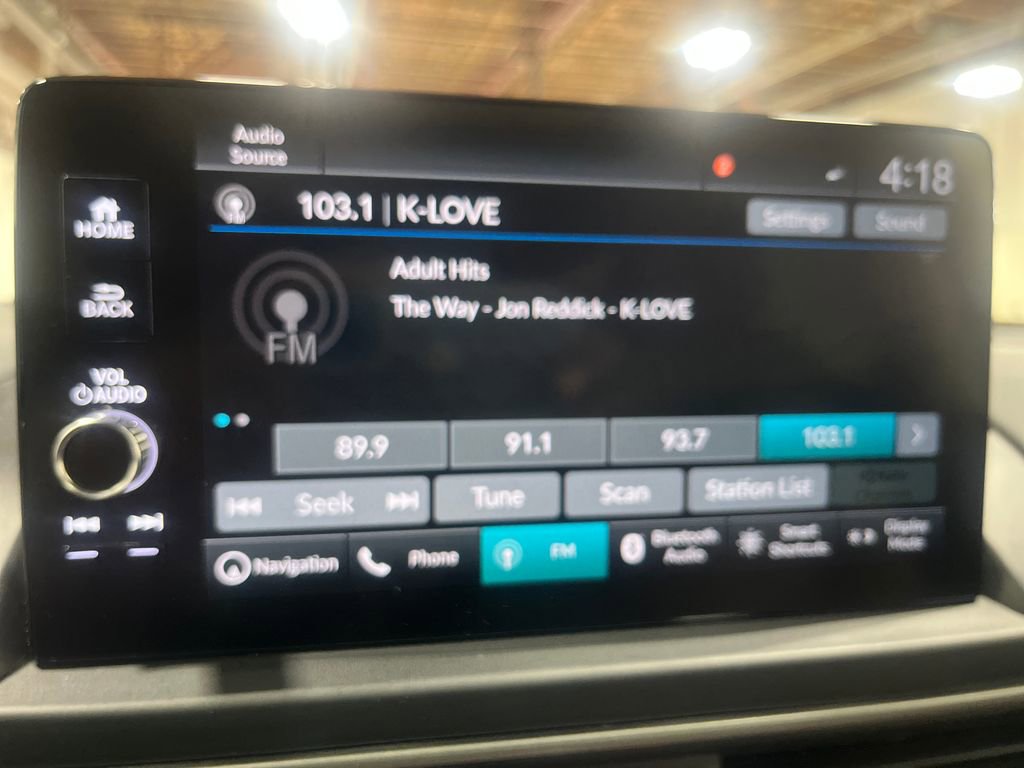 Audio
Source
4:18
HOME
FM
103.1 | K-LOVE
Settings
Sound
BACK
FM
Adult Hits
The Way - Jon Reddick - K-LOVE
VOL
AUDIO
89.9
91.1
93.7
103.1
Seek
Tune
Scan
Station List
Navigation
Phone
FM
Bluetooth
Audio
Smart
Shortcuts
Display
Mode